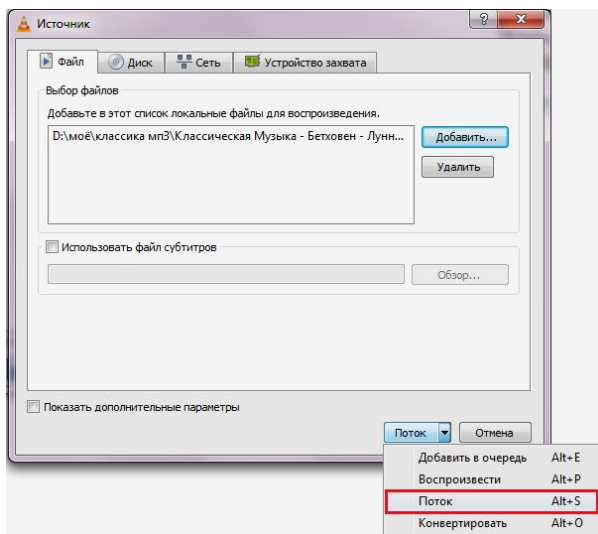 Источник
Файл Диск Сеть Устройство захвата
Выбор файлов
Добавьте в этот список локальные файлы для воспроизведения.
D:\моё\классика мп3\Классическая Музыка - Бетховен - Лунн... Добавить...
Удалить
Использовать файл субтитров
Обзор...
Показать дополнительные параметры
Поток Отмена
Добавить в очередь Alt+E
Воспроизвести Alt+P
Поток Alt+S
Конвертировать Alt+O